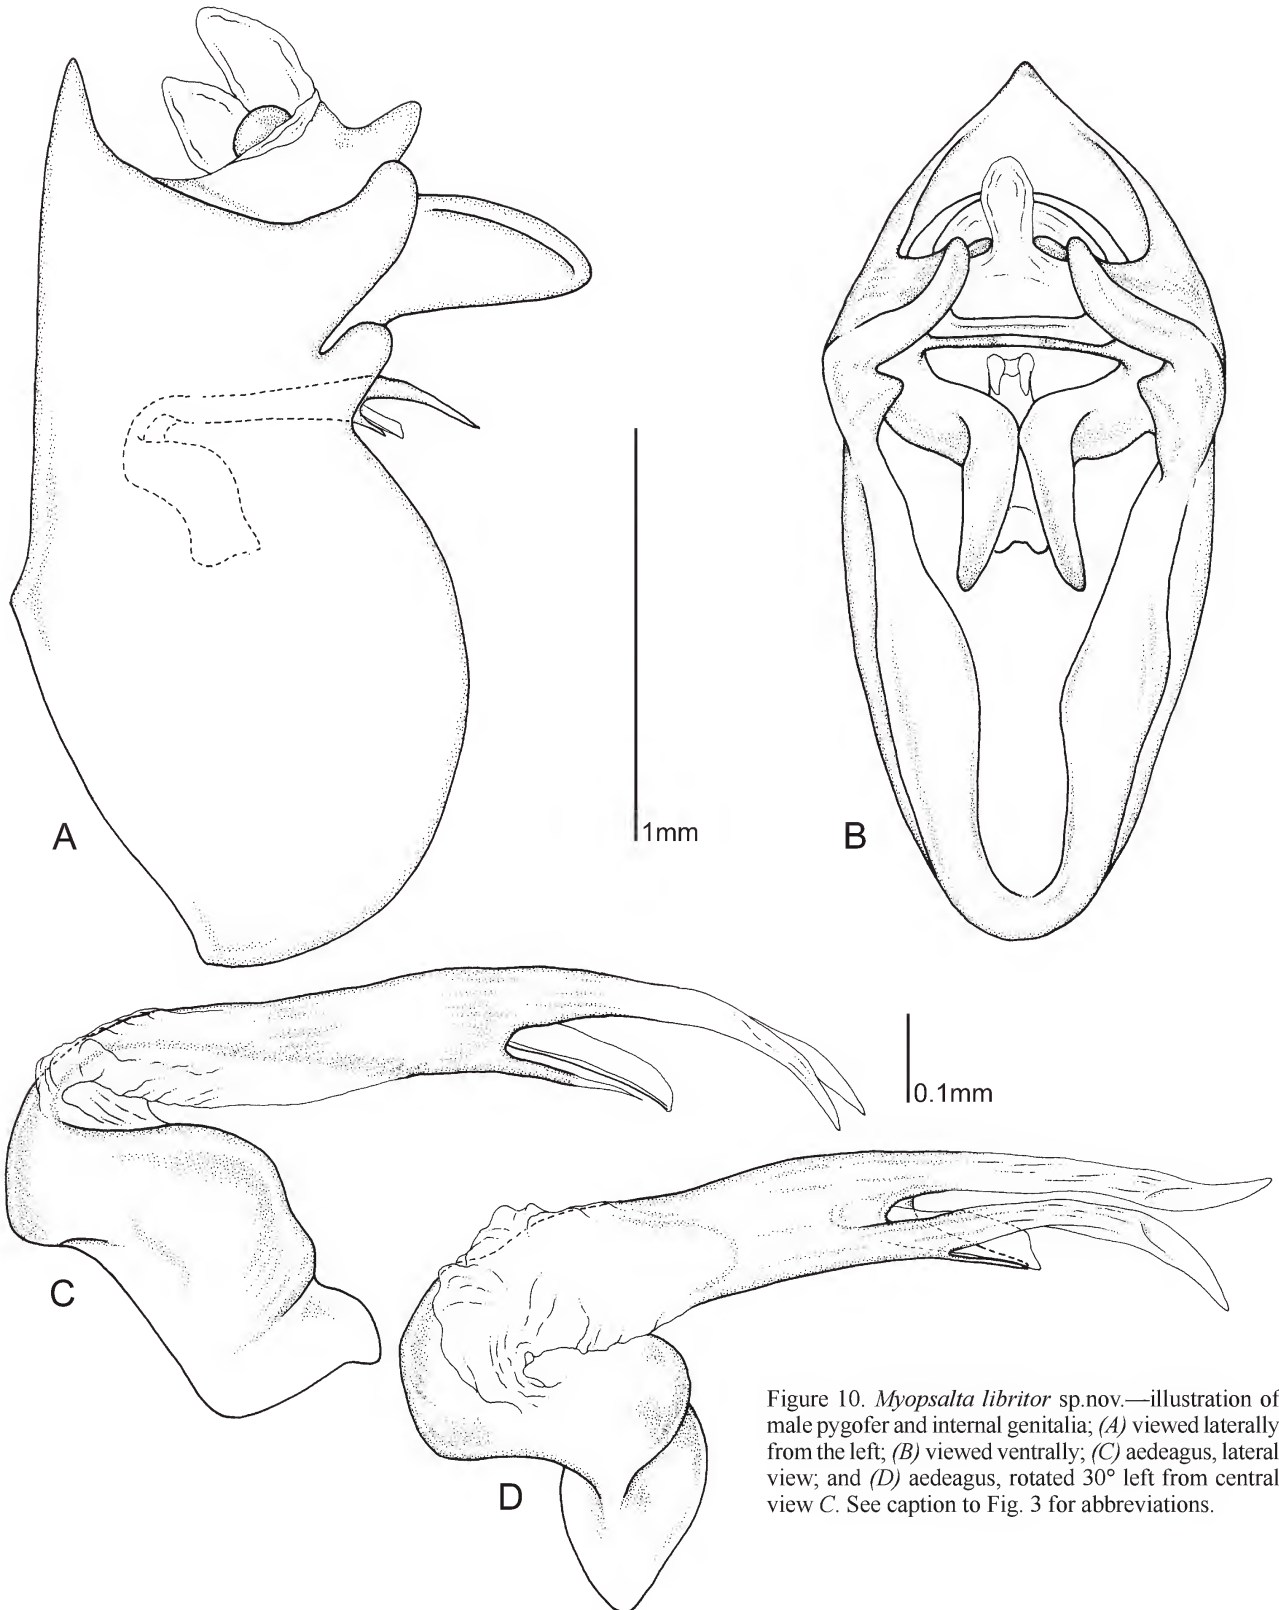 A
1mm
B
0.1mm
C
D
Figure 10. Myopsalta libritor sp.nov.—illustration of
male pygofer and internal genitalia; (A) viewed laterally
from the left; (B) viewed ventrally; (C) aedeagus, lateral
view; and (D) aedeagus, rotated 30° left from central
view C. See caption to Fig. 3 for abbreviations.